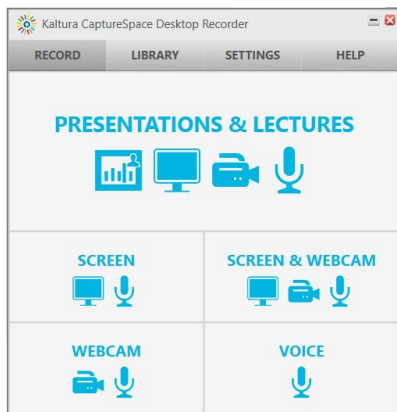 Kaltura CaptureSpace Desktop Recorder
RECORD LIBRARY SETTINGS HELP
PRESENTATIONS & LECTURES
SCREEN SCREEN & WEBCAM
WEBCAM VOICE